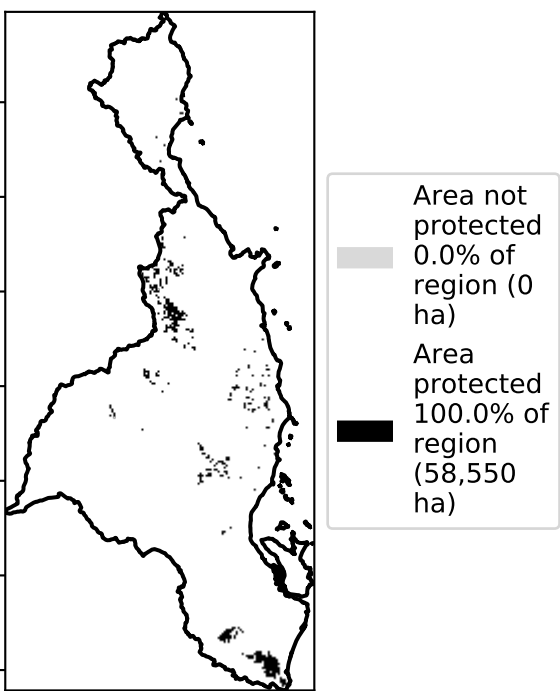 Area not
protected
0.0% of
region (0
ha)
Area
protected
100.0% of
region
(58,550
ha)